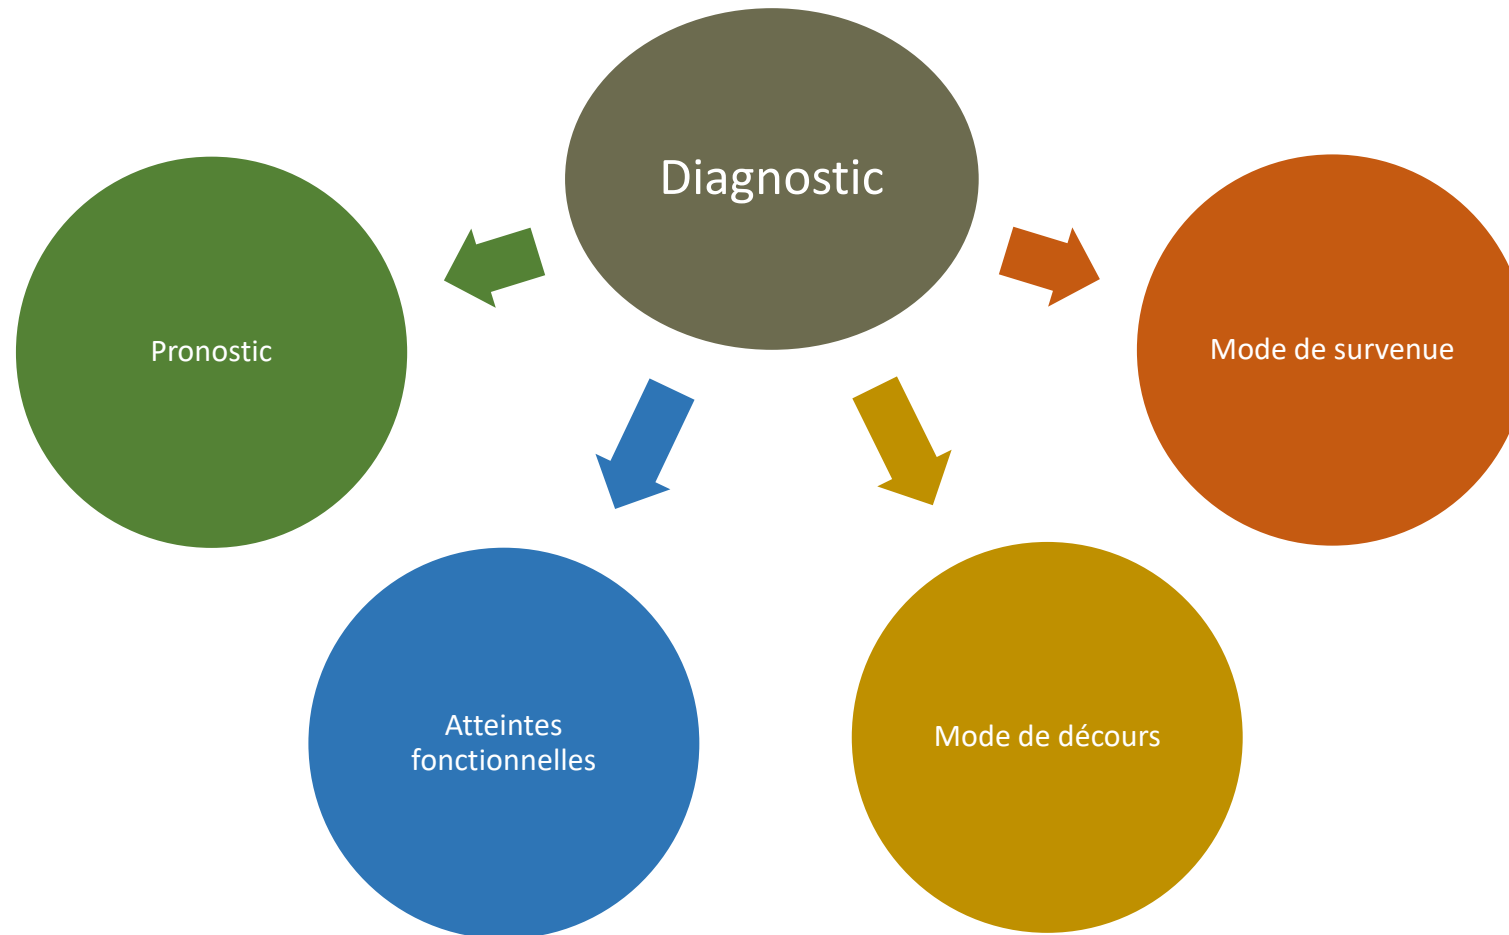 Diagnostic
Pronostic
Mode de survenue
Atteintes
fonctionnelles
Mode de décours